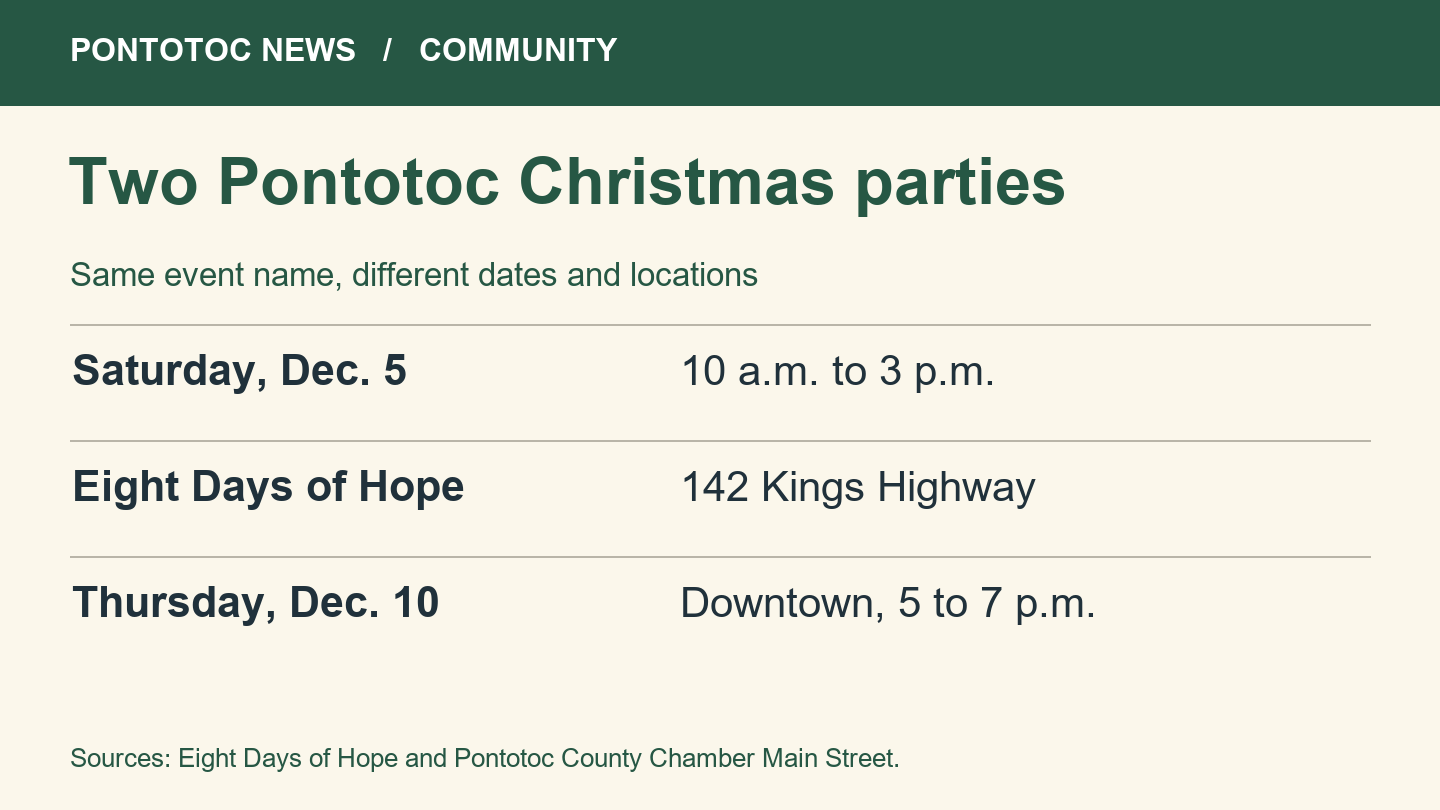 PONTOTOC NEWS / COMMUNITY
Two Pontotoc Christmas parties
Same event name, different dates and locations
Saturday, Dec. 5 10 a.m. to 3 p.m.
Eight Days of Hope 142 Kings Highway
Thursday, Dec. 10 Downtown, 5 to 7 p.m.
Sources: Eight Days of Hope and Pontotoc County Chamber Main Street.